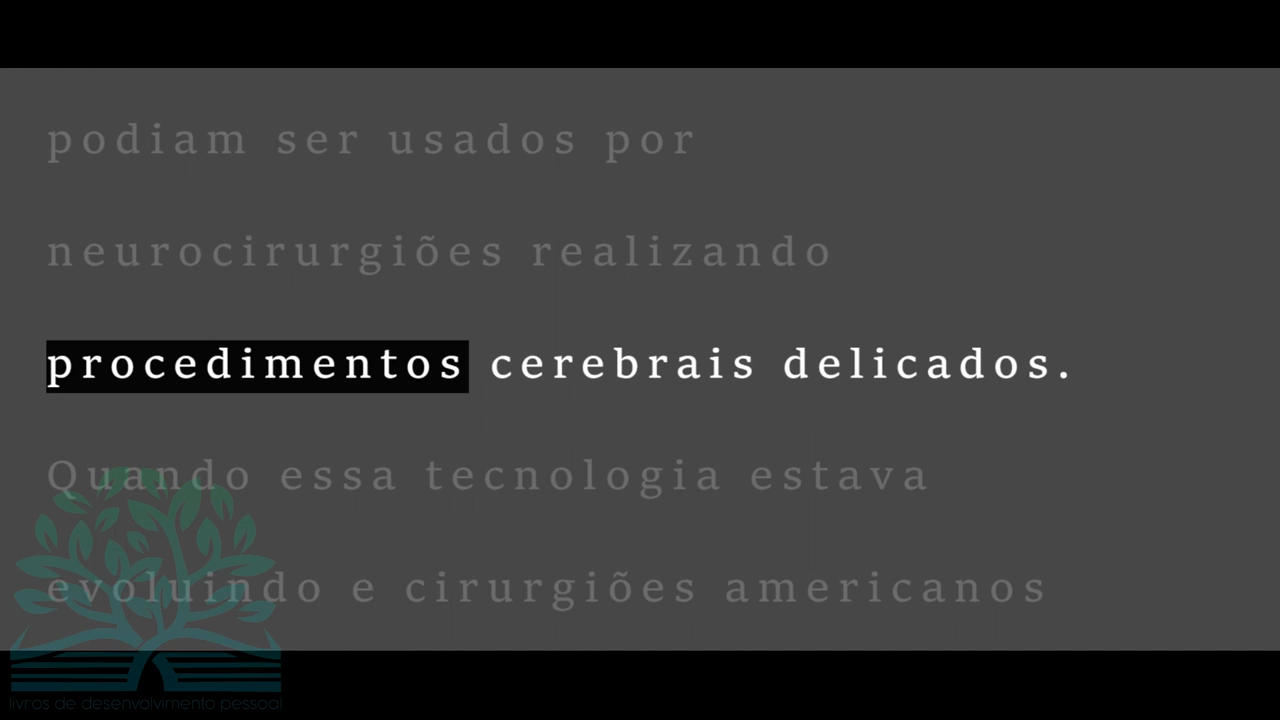 podiam ser usados por
neurocirurgiões realizando
procedimentos cerebrais delicados.
Quando essa tecnologia estava
evoluindo e cirurgiões americanos
livros de desenvolvimento pessoal